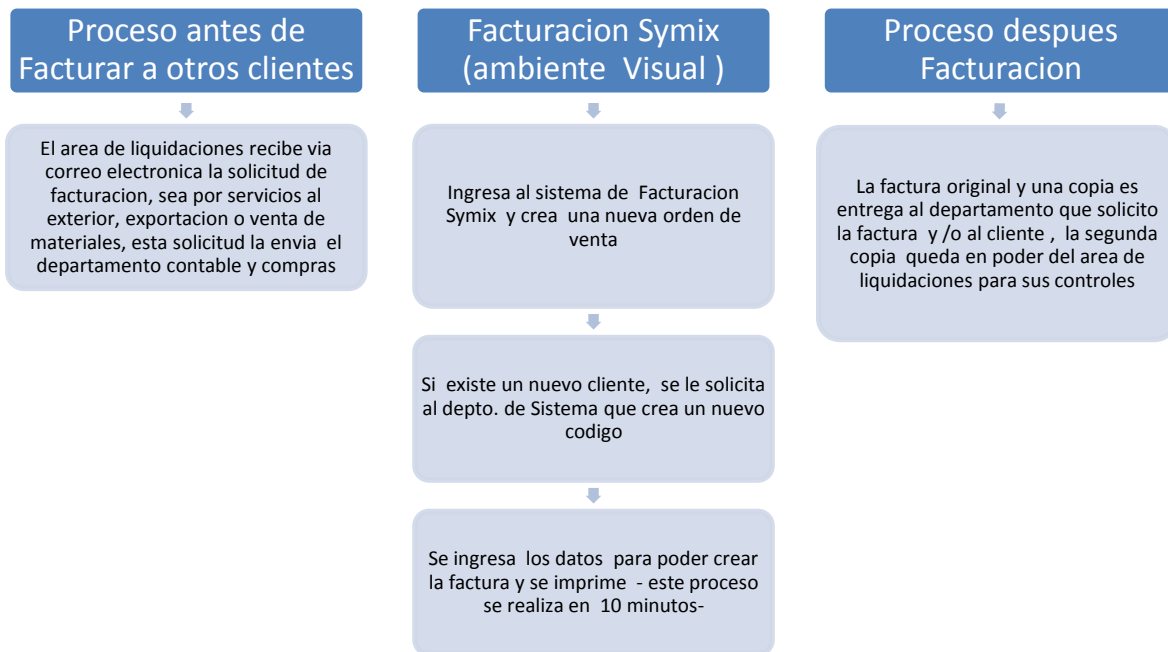 Proceso antes de
Facturar a otros clientes
El area de liquidaciones recibe via
correo electronica la solicitud de
facturacion, sea por servicios al
exterior, exportacion o venta de
materiales, esta solicitud la envia el
departamento contable y compras
Facturacion Symix
(ambiente Visual )
Ingresa al sistema de Facturacion
Symix y crea una nueva orden de
venta
Si existe un nuevo cliente, se le solicita
al depto. de Sistema que crea un nuevo
codigo
Se ingresa los datos para poder crear
la factura y se imprime - este proceso
se realiza en 10 minutos-
Proceso despues
Facturacion
La factura original y una copia es
entrega al departamento que solicito
la factura y /o al cliente , la segunda
copia queda en poder del area de
liquidaciones para sus controles